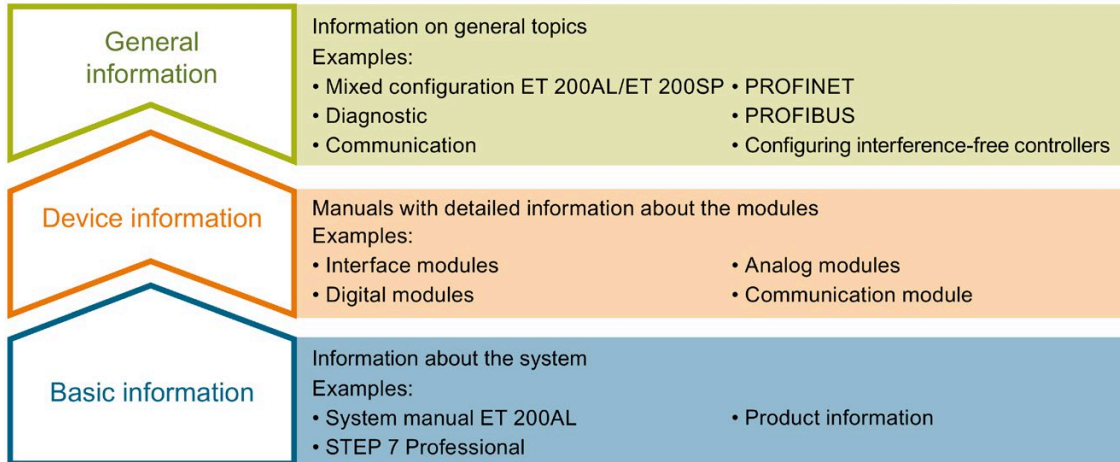 General
information
Information on general topics
Examples:
• Mixed configuration ET 200AL/ET 200SP • PROFINET
• Diagnostic • PROFIBUS
• Communication • Configuring interference-free controllers
Device information
Manuals with detailed information about the modules
Examples:
• Interface modules • Analog modules
• Digital modules • Communication module
Basic information
Information about the system
Examples:
• System manual ET 200AL • Product information
• STEP 7 Professional